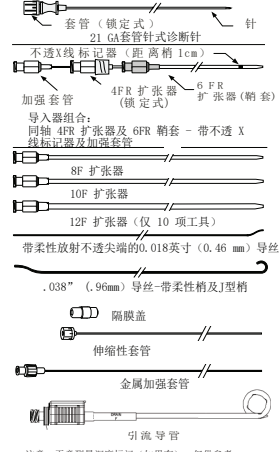 套管（锁定式） 针
21 GA套管针式诊断针
不透X线标记器（距离梢1cm）
加强套管 4FR 扩张器 (锁定式) 6 FR 扩张器(鞘套)
导入器组合：
同轴 4FR 扩张器及 6FR 鞘套 - 带不透 X
线标记器及加强套管
8F 扩张器
10F 扩张器
12F 扩张器（仅 10 项工具）
带柔性放射不透尖端的0.018英寸（0.46 mm）导丝
.038” (.96mm) 导丝-带柔性梢及J型梢
隔膜盖
伸缩性套管
金属加强套管
引流导管